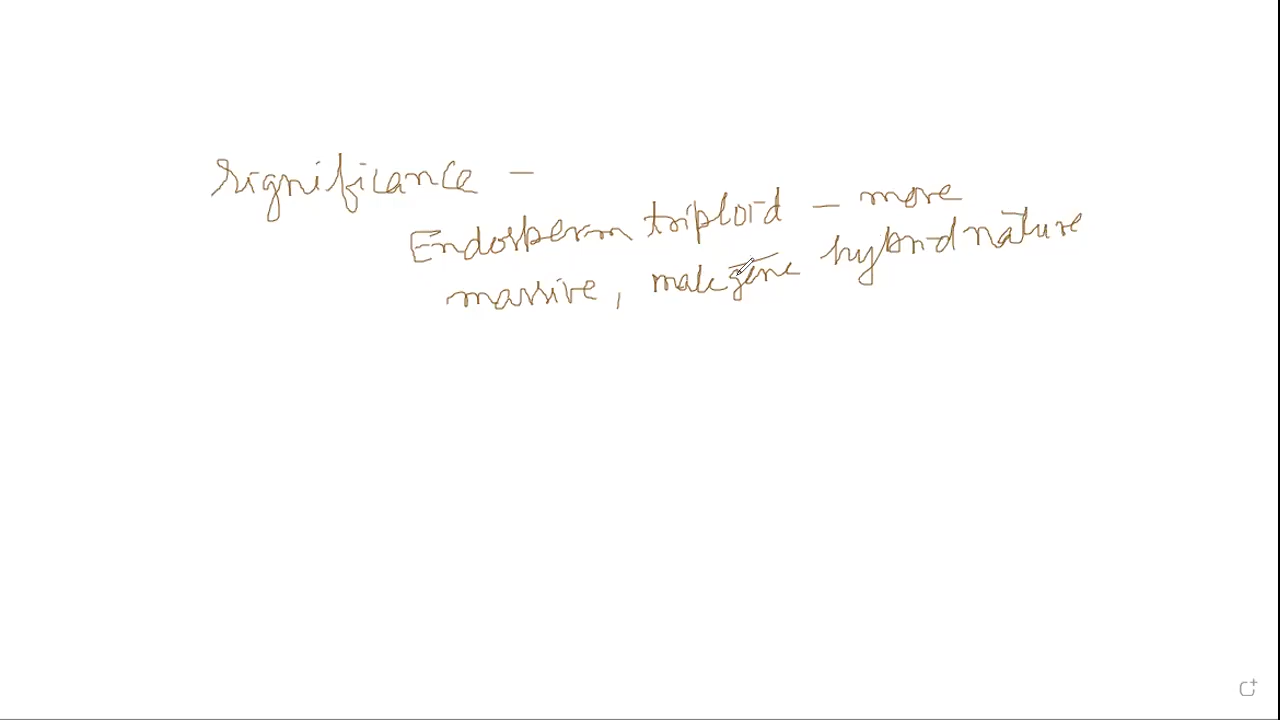 Significance -
Endosperm triploid - more
massive, male gene hybrid nature